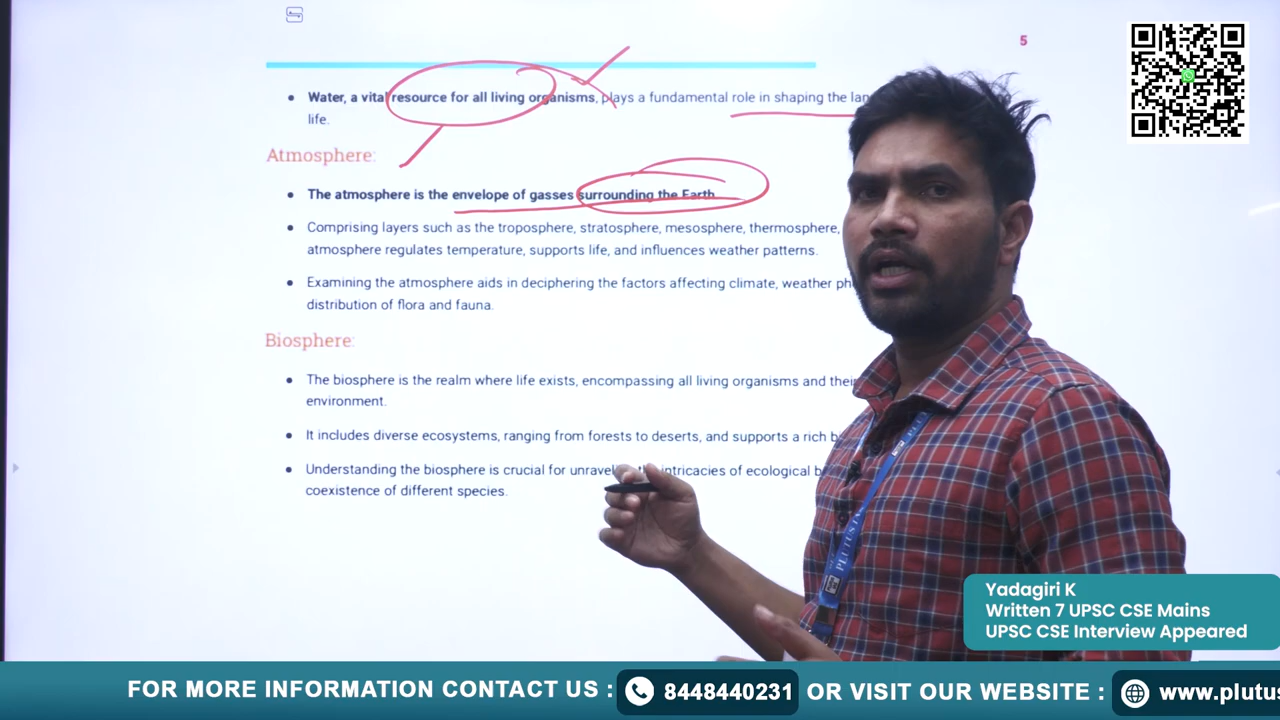 5
Water, a vital resource for all living organisms, plays a fundamental role in shaping the
life.
Atmosphere:
The atmosphere is the envelope of gasses surrounding the Earth.
Comprising layers such as the troposphere, stratosphere, mesosphere, thermosphere,
atmosphere regulates temperature, supports life, and influences weather patterns.
Examining the atmosphere aids in deciphering the factors affecting climate, weather
distribution of flora and fauna.
Biosphere:
The biosphere is the realm where life exists, encompassing all living organisms and their
environment.
It includes diverse ecosystems, ranging from forests to deserts, and supports a rich
Understanding the biosphere is crucial for intricacies of ecological
coexistence of different species.
PLUTUS
Yadagiri K
Written 7 UPSC CSE Mains
UPSC CSE Interview Appeared
FOR MORE INFORMATION CONTACT US : 8448440231 OR VISIT OUR WEBSITE : www.plutus